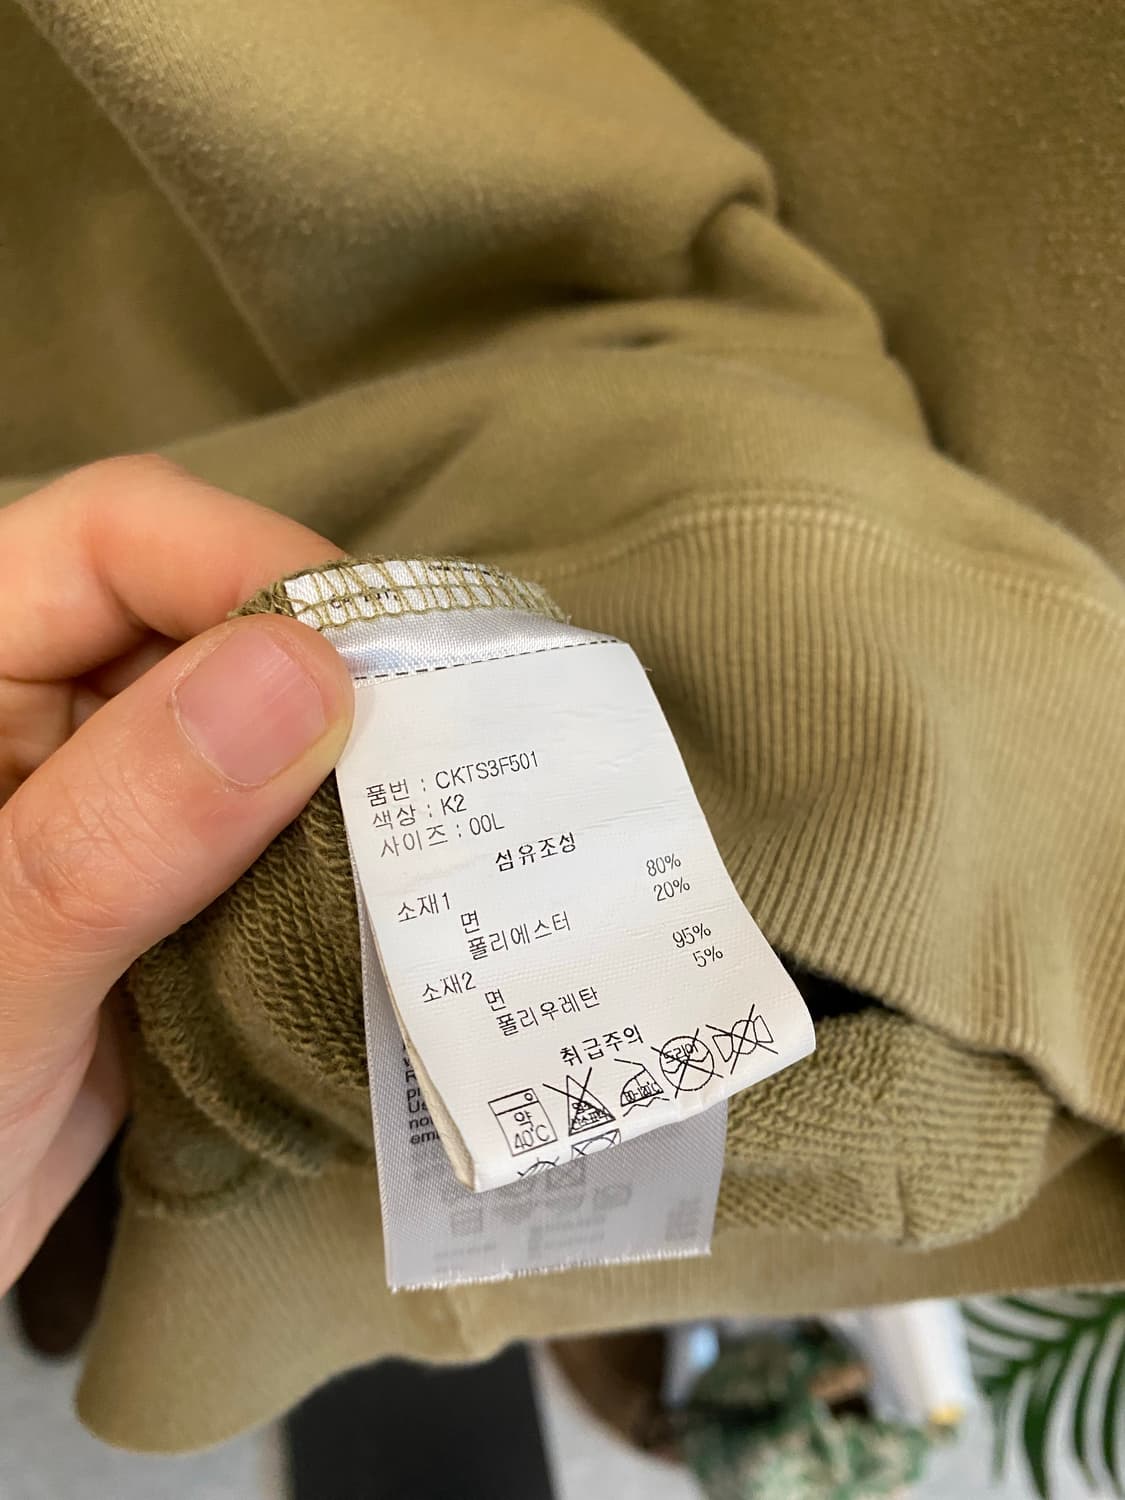 품번 : CKTS3F501
색상 : K2
사이즈 : 00L
섬유조성
소재1
면 80%
폴리에스터 20%
소재2
면 95%
폴리우레탄 5%
취급주의
약
40℃
드라이